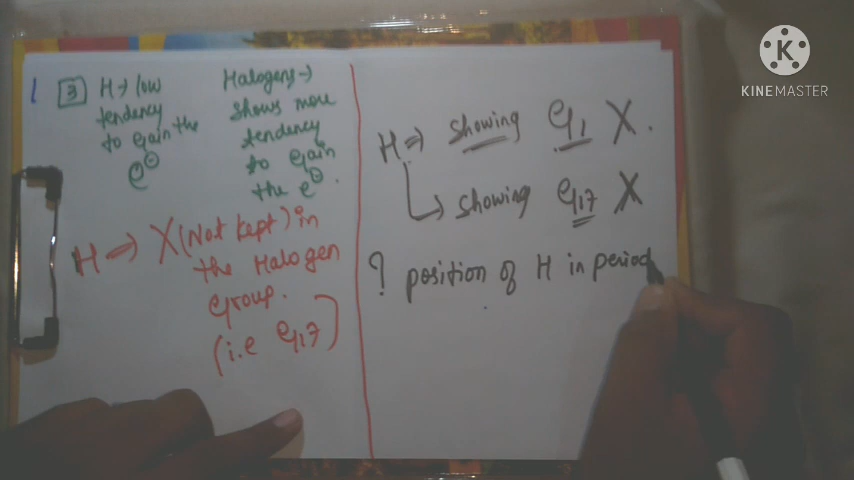 3 H→ low
tendency
to gain the
e⊖
Halogens→
shows more
tendency
to gain
the e⊖.
H ⇒ X (Not kept) in
the Halogen
group.
(i.e G17)
H ⇒ showing G1 X.
↳ showing G17 X
? position of H in period
K
KINEMASTER